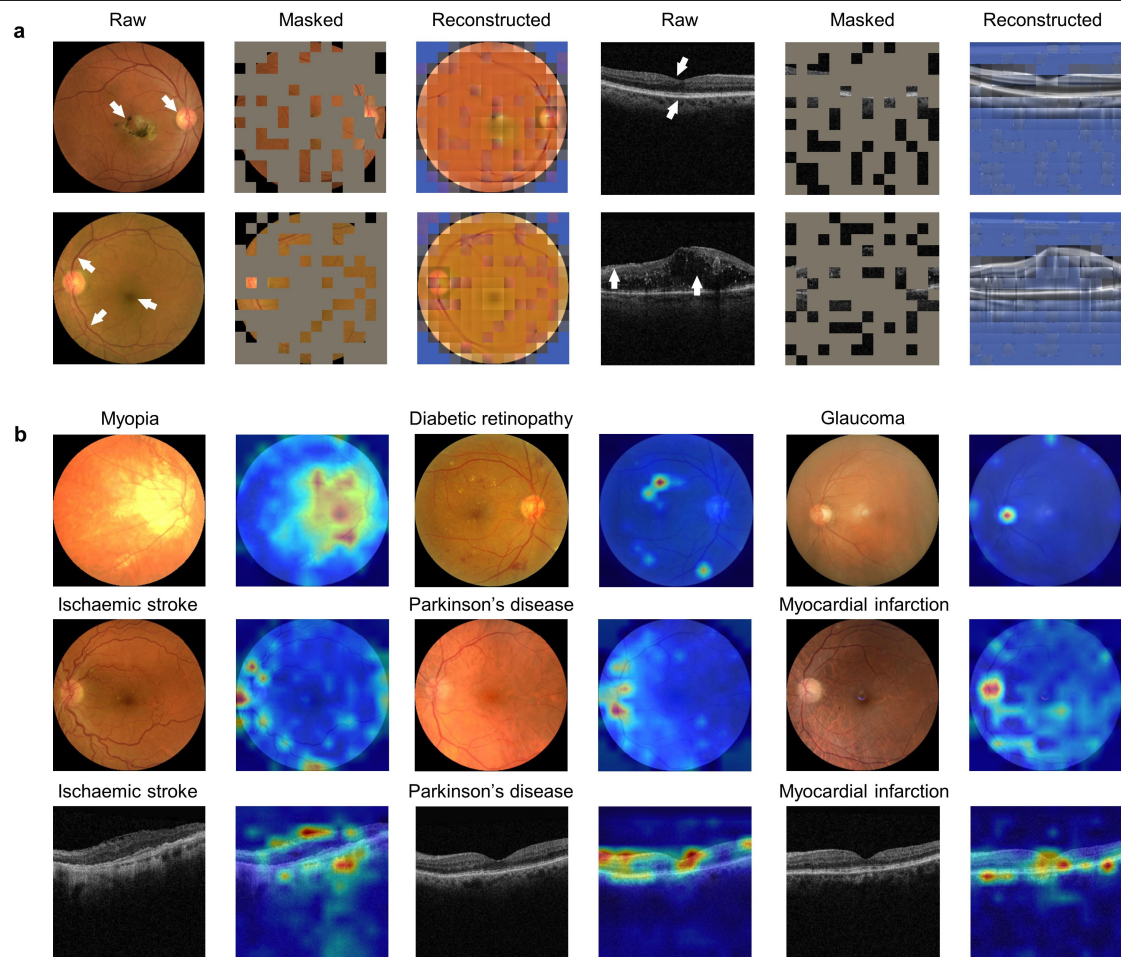 a
Raw Masked Reconstructed Raw Masked Reconstructed
b
Myopia Diabetic retinopathy Glaucoma
Ischaemic stroke Parkinson’s disease Myocardial infarction
Ischaemic stroke Parkinson’s disease Myocardial infarction